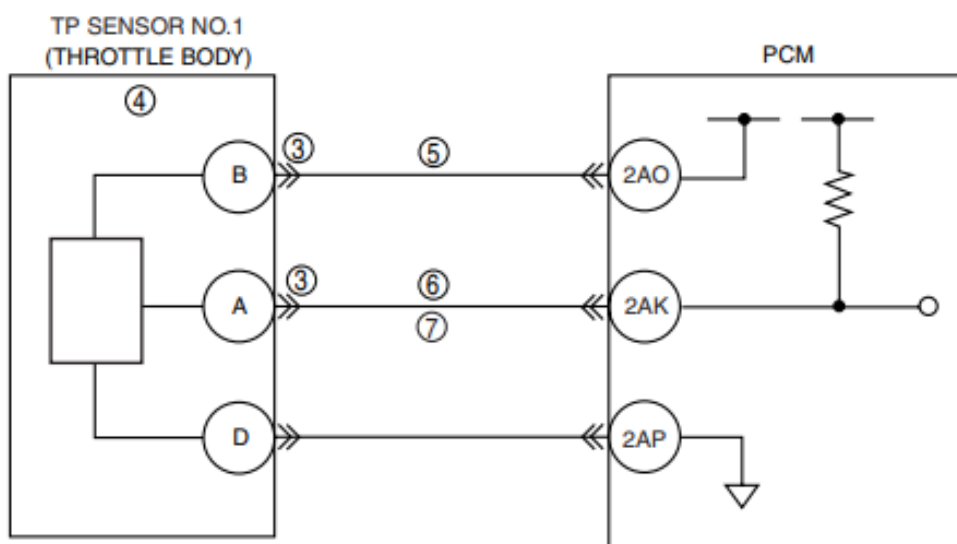 TP SENSOR NO.1
(THROTTLE BODY)
PCM
④
③
⑤
B
2AO
③
⑥
A
2AK
⑦
D
2AP